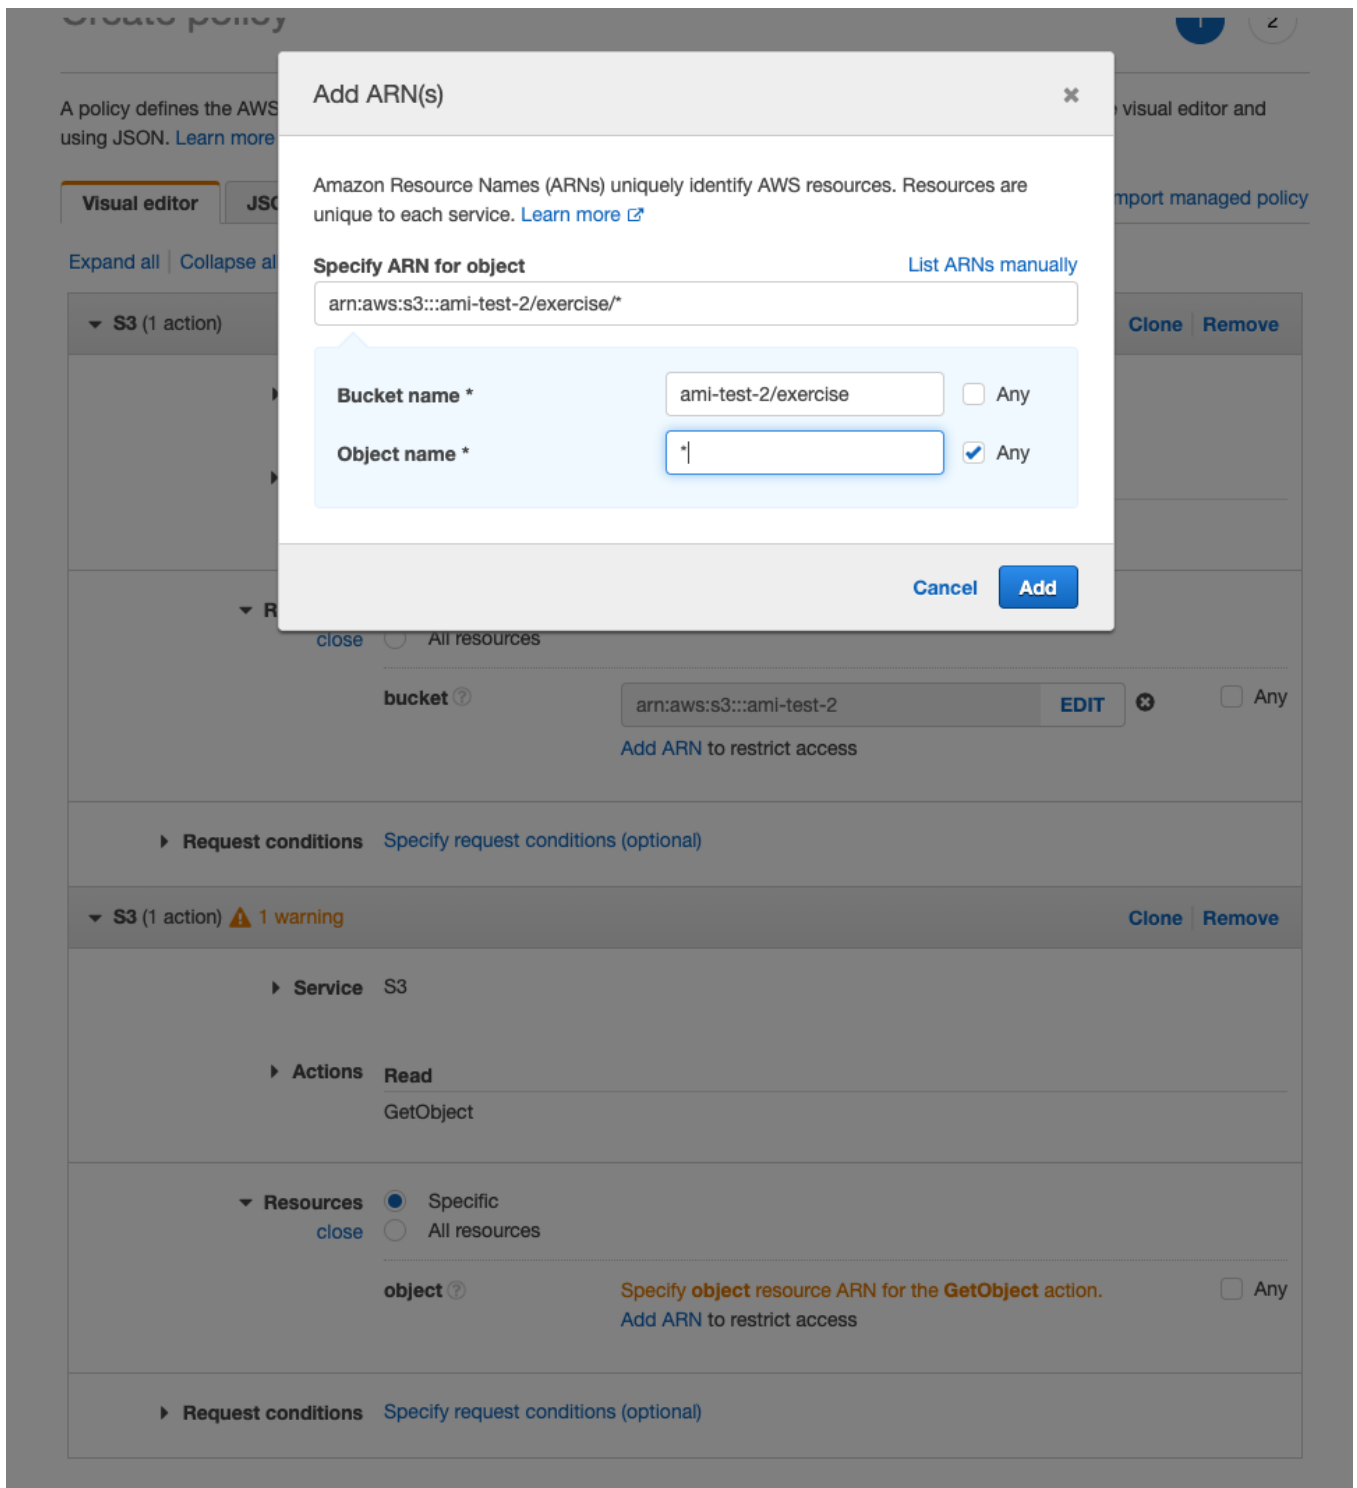 Create policy
1
2
A policy defines the AWS
visual editor and
using JSON. Learn more
Visual editor
Import managed policy
Expand all
Collapse al
S3 (1 action)
Clone
Remove
Add ARN(s)
Amazon Resource Names (ARNs) uniquely identify AWS resources. Resources are
unique to each service. Learn more
Specify ARN for object
List ARNs manually
arn:aws:s3:::ami-test-2/exercise/*
Bucket name *
ami-test-2/exercise
Any
Object name *
*
Any
Cancel
Add
R
close
All resources
bucket
arn:aws:s3:::ami-test-2
EDIT
Any
Add ARN to restrict access
Request conditions
Specify request conditions (optional)
S3 (1 action)
1 warning
Clone
Remove
Service
S3
Actions
Read
GetObject
Resources
Specific
close
All resources
object
Specify object resource ARN for the GetObject action.
Any
Add ARN to restrict access
Request conditions
Specify request conditions (optional)